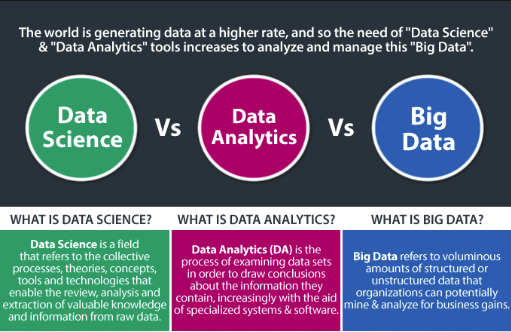 The world is generating data at a higher rate, and so the need of "Data Science"
& "Data Analytics" tools increases to analyze and manage this "Big Data".
Data
Science
Vs
Data
Analytics
Vs
Big
Data
WHAT IS DATA SCIENCE?
Data Science is a field
that refers to the collective
processes, theories, concepts,
tools and technologies that
enable the review, analysis and
extraction of valuable knowledge
and information from raw data.
WHAT IS DATA ANALYTICS?
Data Analytics (DA) is the
process of examining data sets
in order to draw conclusions
about the information they
contain, increasingly with the aid
of specialized systems & software.
WHAT IS BIG DATA?
Big Data refers to voluminous
amounts of structured or
unstructured data that
organizations can potentially
mine & analyze for business gains.